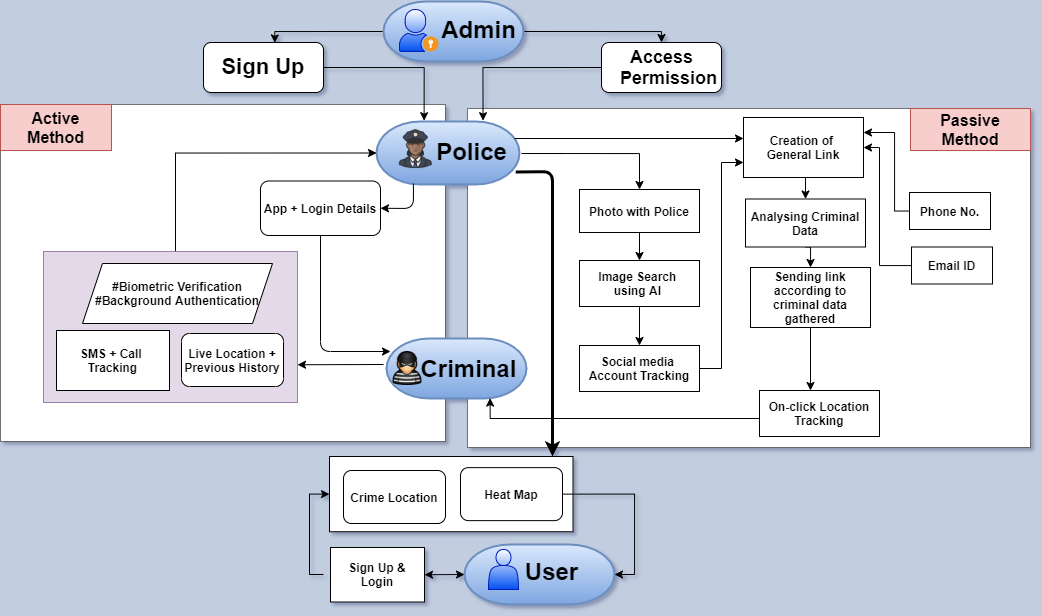 Admin
Sign Up
Access
Permission
Active
Method
Passive
Method
Police
Creation of
General Link
App + Login Details
Photo with Police
Analysing Criminal
Data
Phone No.
Email ID
#Biometric Verification
#Background Authentication
Image Search
using AI
Sending link
according to
criminal data
gathered
SMS + Call
Tracking
Live Location +
Previous History
Criminal
Social media
Account Tracking
On-click Location
Tracking
Crime Location
Heat Map
Sign Up &
Login
User